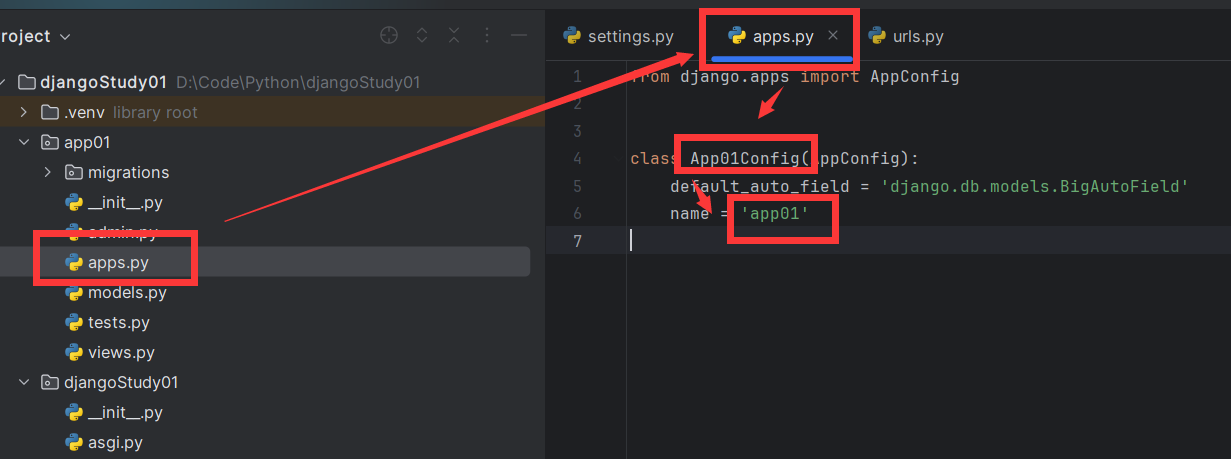 roject
djangoStudy01 D:\Code\Python\djangoStudy01
.venv library root
app01
migrations
__init__.py
admin.py
apps.py
models.py
tests.py
views.py
djangoStudy01
__init__.py
asgi.py
settings.py apps.py urls.py
1 from django.apps import AppConfig
2
3
4 class App01Config(AppConfig):
5 default_auto_field = 'django.db.models.BigAutoField'
6 name = 'app01'
7